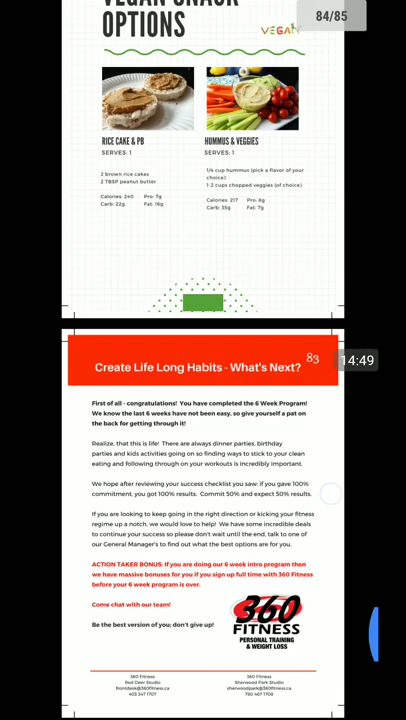 VEGAN SNACK
84/85
OPTIONS
VEGAN
RICE CAKE & PB
SERVES: 1
2 brown rice cakes
2 TBSP peanut butter
Calories: 240 Pro: 7g
Carb: 22g Fat: 16g
HUMMUS & VEGGIES
SERVES: 1
1/4 cup hummus (pick a flavor of your
choice)
1-2 cups chopped veggies (of choice)
Calories: 217 Pro: 8g
Carb: 35g Fat: 7g
14:49
Create Life Long Habits - What's Next?
83
First of all - congratulations! You have completed the 6 Week Program!
We know the last 6 weeks have not been easy, so give yourself a pat on
the back for getting through it!
Realize, that this is life! There are always dinner parties, birthday
parties and kids activities going on so finding ways to stick to your clean
eating and following through on your workouts is incredibly important.
We hope after reviewing your success checklist you saw: if you gave 100%
commitment, you got 100% results. Commit 50% and expect 50% results.
If you are looking to keep going in the right direction or kicking your fitness
regime up a notch, we would love to help! We have some incredible deals
to continue your success so please don't wait until the end, talk to one of
our General Manager's to find out what the best options are for you.
ACTION TAKER BONUS: If you are doing our 6 week intro program then
we have massive bonuses for you if you sign up full time with 360 Fitness
before your 6 week program is over.
Come chat with our team!
Be the best version of you; don't give up!
360
FITNESS
PERSONAL TRAINING
& WEIGHT LOSS
360 Fitness
Red Deer Studio
frontdesk@360fitness.ca
403 347 1707
360 Fitness
Sherwood Park Studio
sherwoodpark@360fitness.ca
780 467 1708